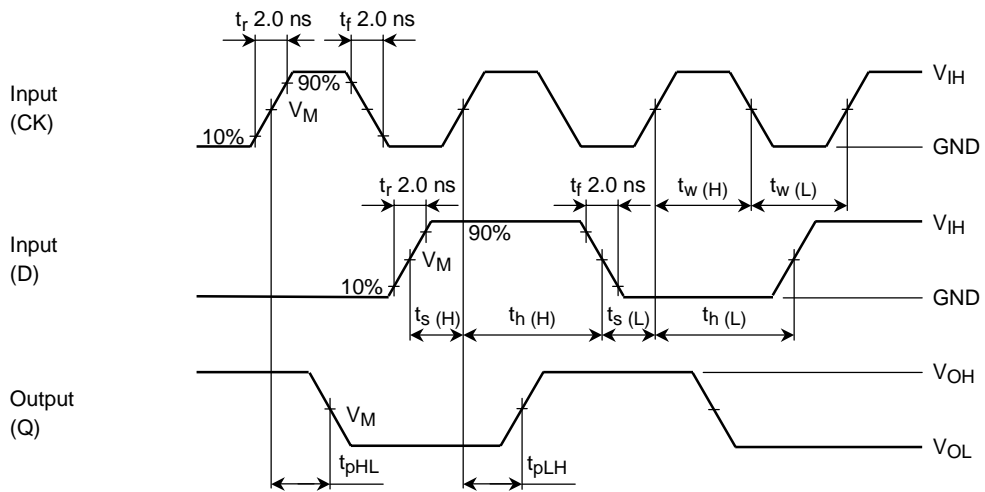 tr 2.0 ns tf 2.0 ns
Input
(CK)
10%
90%
VM
VIH
GND
tr 2.0 ns tf 2.0 ns tw (H) tw (L)
Input
(D)
10%
90%
VM
VIH
GND
ts (H) th (H) ts (L) th (L)
Output
(Q)
VM
VOH
VOL
tpHL tpLH